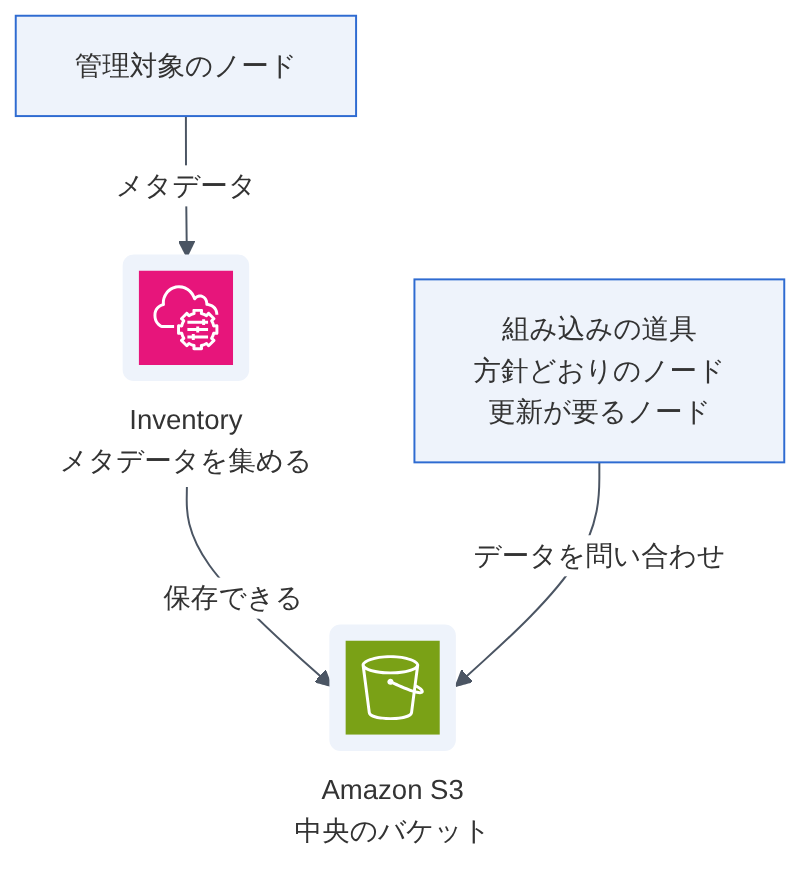 管理対象のノード
メタデータ
Inventory
メタデータを集める
組み込みの道具
方針どおりのノード
更新が要るノード
データを問い合わせ
保存できる
Amazon S3
中央のバケット